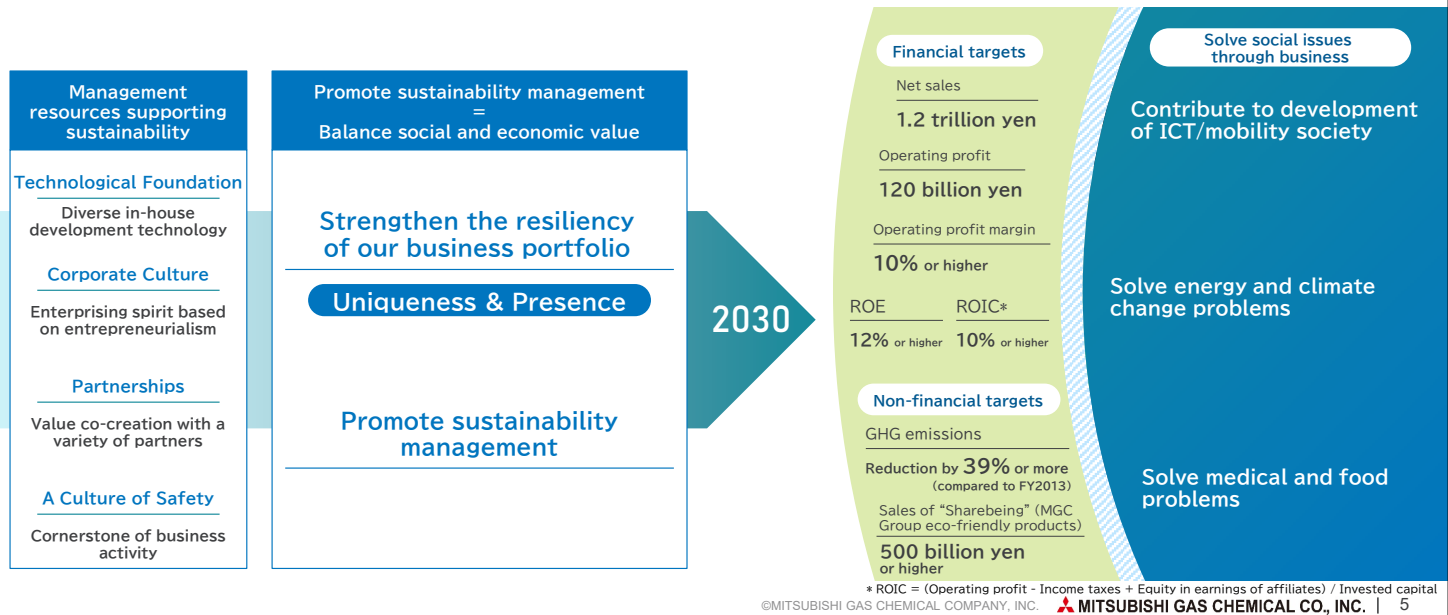 Management
resources supporting
sustainability
Technological Foundation
Diverse in-house
development technology
Corporate Culture
Enterprising spirit based
on entrepreneurialism
Partnerships
Value co-creation with a
variety of partners
A Culture of Safety
Cornerstone of business
activity
Promote sustainability management
=
Balance social and economic value
Strengthen the resiliency
of our business portfolio
Uniqueness & Presence
Promote sustainability
management
2030
Financial targets
Net sales
1.2 trillion yen
Operating profit
120 billion yen
Operating profit margin
10% or higher
ROE
12% or higher
ROIC*
10% or higher
Non-financial targets
GHG emissions
Reduction by 39% or more
(compared to FY2013)
Sales of “Sharebeing” (MGC
Group eco-friendly products)
500 billion yen
or higher
Solve social issues
through business
Contribute to development
of ICT/mobility society
Solve energy and climate
change problems
Solve medical and food
problems
* ROIC = (Operating profit - Income taxes + Equity in earnings of affiliates) / Invested capital
©MITSUBISHI GAS CHEMICAL COMPANY, INC. MITSUBISHI GAS CHEMICAL CO., INC. | 5